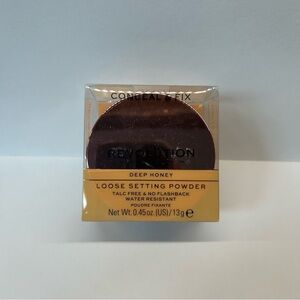 CONCEAL & FIX
REVOLUTION
DEEP HONEY
LOOSE SETTING POWDER
TALC FREE & NO FLASHBACK
WATER RESISTANT
POUDRE FIXANTE
Net Wt. 0.45oz.(US)/13g e